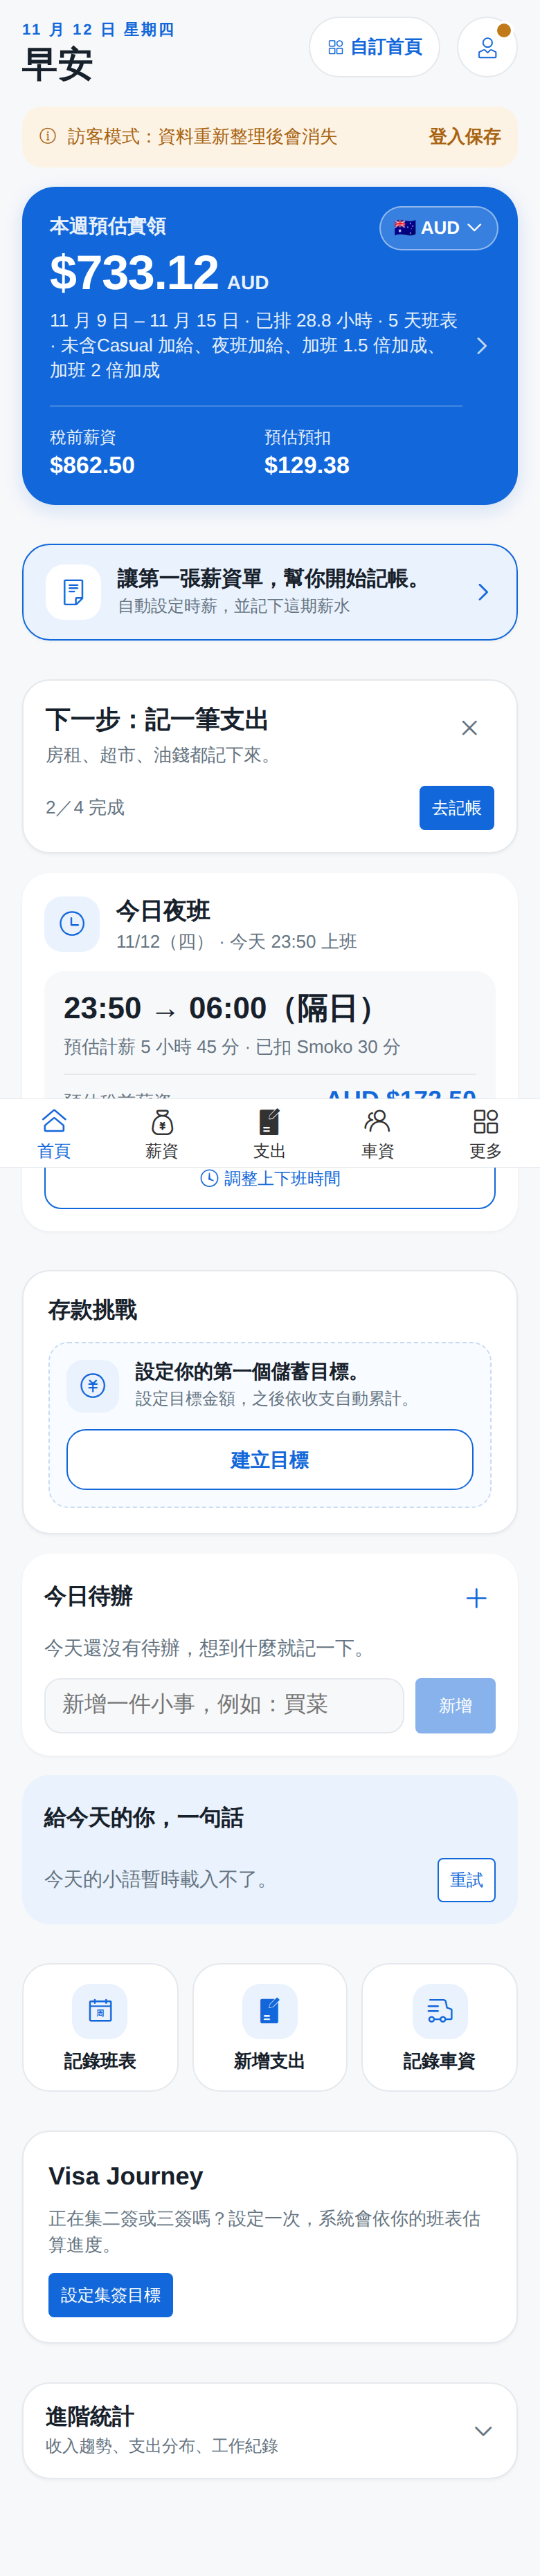 11 月 12 日 星期四
早安
自訂首頁
訪客模式：資料重新整理後會消失
登入保存
本週預估實領
AUD
$733.12 AUD
11 月 9 日 – 11 月 15 日 · 已排 28.8 小時 · 5 天班表
· 未含Casual 加給、夜班加給、加班 1.5 倍加成、
加班 2 倍加成
稅前薪資
預估預扣
$862.50
$129.38
讓第一張薪資單，幫你開始記帳。
自動設定時薪，並記下這期薪水
下一步：記一筆支出
房租、超市、油錢都記下來。
2／4 完成
去記帳
今日夜班
11/12（四） · 今天 23:50 上班
23:50 → 06:00（隔日）
預估計薪 5 小時 45 分 · 已扣 Smoko 30 分
預估稅前薪資
AUD $172.50
首頁
薪資
支出
車資
更多
調整上下班時間
存款挑戰
設定你的第一個儲蓄目標。
設定目標金額，之後依收支自動累計。
建立目標
今日待辦
今天還沒有待辦，想到什麼就記一下。
新增一件小事，例如：買菜
新增
給今天的你，一句話
今天的小語暫時載入不了。
重試
周
記錄班表
新增支出
記錄車資
Visa Journey
正在集二簽或三簽嗎？設定一次，系統會依你的班表估
算進度。
設定集簽目標
進階統計
收入趨勢、支出分布、工作紀錄